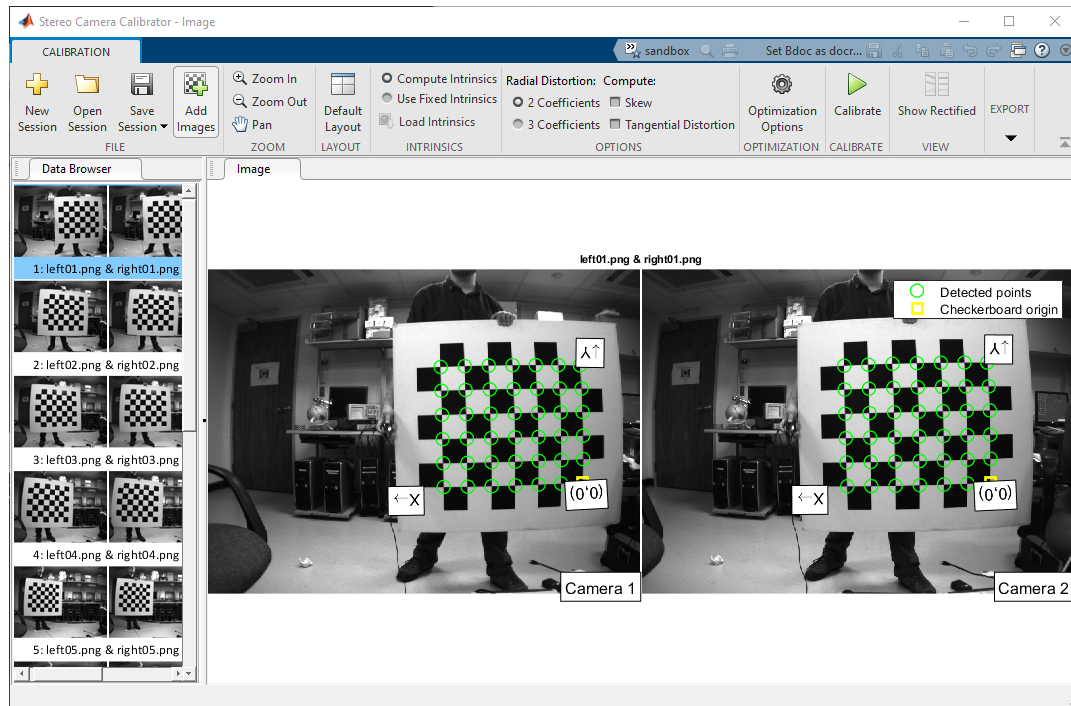 Stereo Camera Calibrator - Image
CALIBRATION
sandbox
Set Bdoc as docr...
New Session
Open Session
Save Session
Add Images
FILE
Zoom In
Zoom Out
Pan
ZOOM
Default Layout
LAYOUT
Compute Intrinsics
Use Fixed Intrinsics
Load Intrinsics
INTRINSICS
Radial Distortion:
Compute:
2 Coefficients
Skew
3 Coefficients
Tangential Distortion
OPTIONS
Optimization Options
OPTIMIZATION
Calibrate
CALIBRATE
Show Rectified
VIEW
EXPORT
Data Browser
Image
1: left01.png & right01.png
2: left02.png & right02.png
3: left03.png & right03.png
4: left04.png & right04.png
5: left05.png & right05.png
left01.png & right01.png
Detected points
Checkerboard origin
Y→
Y→
←X
(0,0)
←X
(0,0)
Camera 1
Camera 2